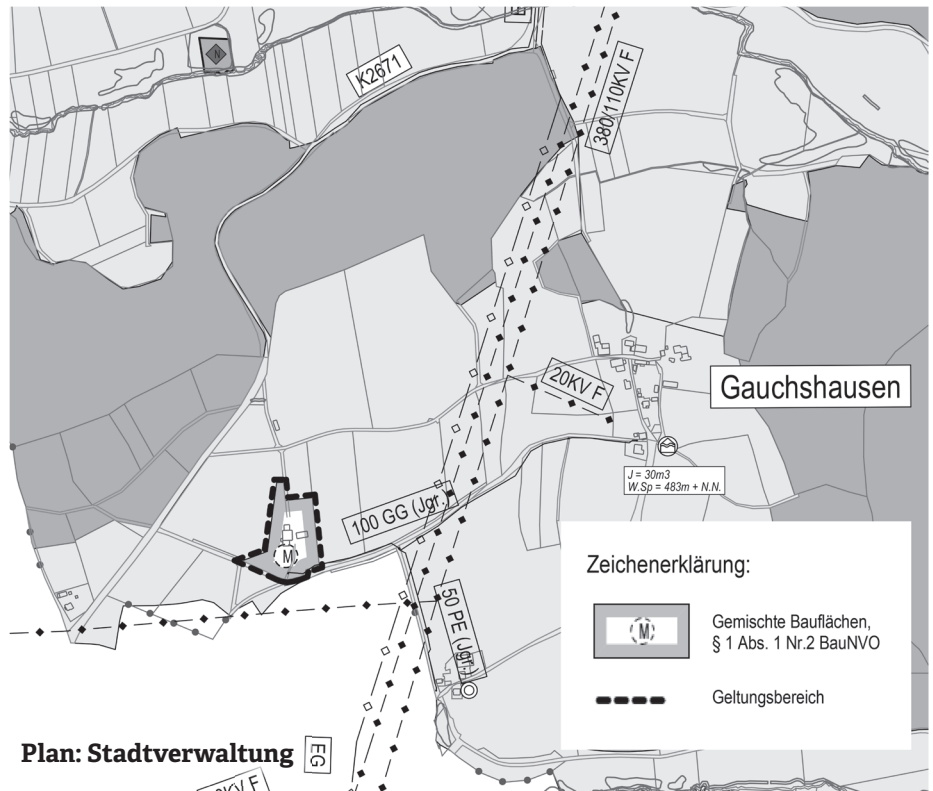 N
K2671
380/110KV F
20KV F
Gauchshausen
J = 30m3
W.Sp = 483m + N.N.
100 GG (Jgr.)
M
50 PE (Jgr.)
Zeichenerklärung:
M
Gemischte Bauflächen,
§ 1 Abs. 1 Nr.2 BauNVO
Geltungsbereich
Plan: Stadtverwaltung
EG
KV F